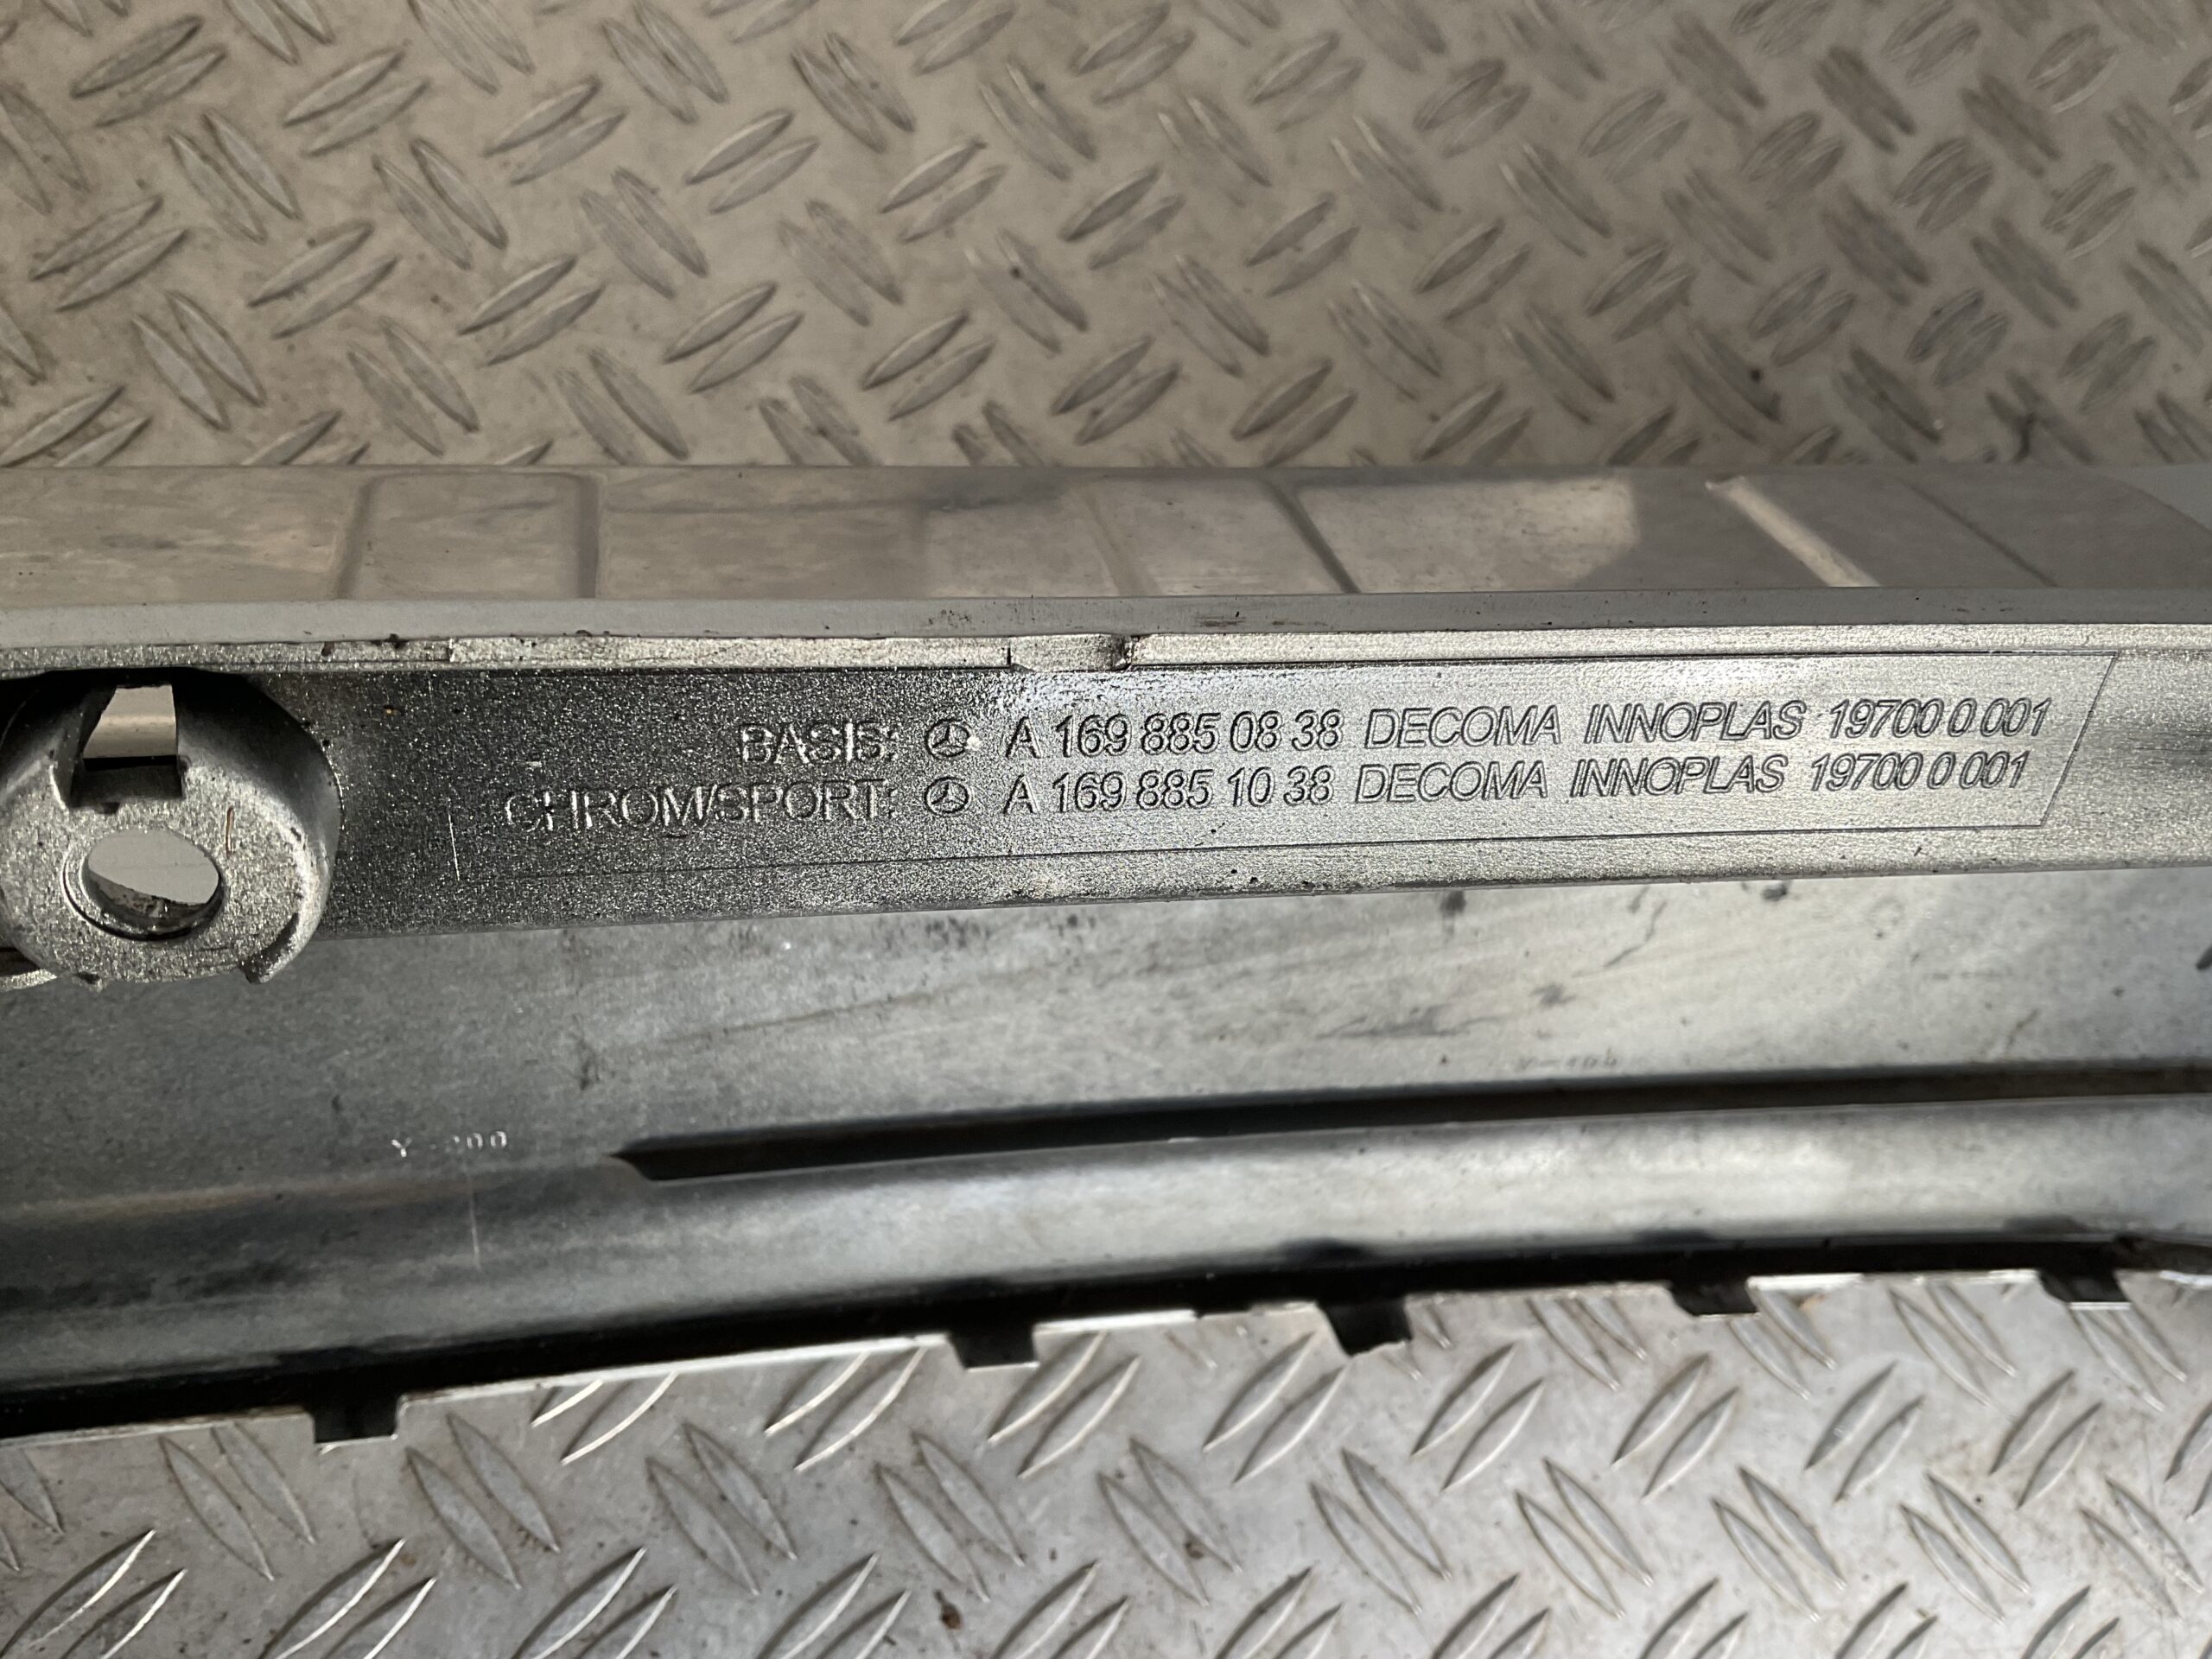 BASIS: A 169 885 08 38 DECOMA INNOPLAS 19700 0 001
CHROM/SPORT: A 169 885 10 38 DECOMA INNOPLAS 19700 0 001